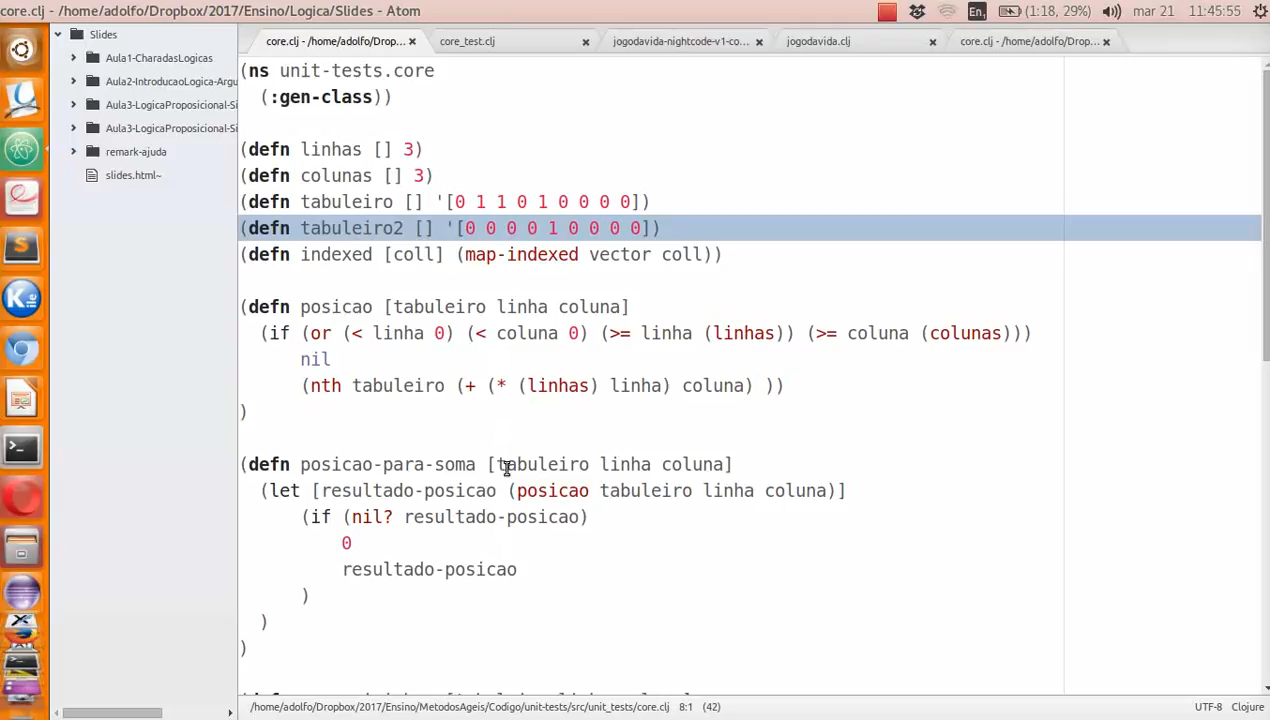 core.clj - /home/adolfo/Dropbox/2017/Ensino/Logica/Slides - Atom
En₁ (1:18, 29%) mar 21 11:45:55
Slides
Aula1-CharadasLogicas
Aula2-IntroducaoLogica-Argu
Aula3-LogicaProposicional-Si
Aula3-LogicaProposicional-Si
remark-ajuda
slides.html~
core.clj - /home/adolfo/Drop... × core_test.clj × jogodavida-nightcode-v1-co... × jogodavida.clj × core.clj - /home/adolfo/Drop... ×
(ns unit-tests.core
(:gen-class))
(defn linhas [] 3)
(defn colunas [] 3)
(defn tabuleiro [] '[0 1 1 0 1 0 0 0 0])
(defn tabuleiro2 [] '[0 0 0 0 1 0 0 0 0])
(defn indexed [coll] (map-indexed vector coll))
(defn posicao [tabuleiro linha coluna]
(if (or (< linha 0) (< coluna 0) (>= linha (linhas)) (>= coluna (colunas)))
nil
(nth tabuleiro (+ (* (linhas) linha) coluna) ))
)
(defn posicao-para-soma [tabuleiro linha coluna]
(let [resultado-posicao (posicao tabuleiro linha coluna)]
(if (nil? resultado-posicao)
0
resultado-posicao
)
)
)
/home/adolfo/Dropbox/2017/Ensino/MetodosAgeis/Codigo/unit-tests/src/unit_tests/core.clj 8:1 (42) UTF-8 Clojure